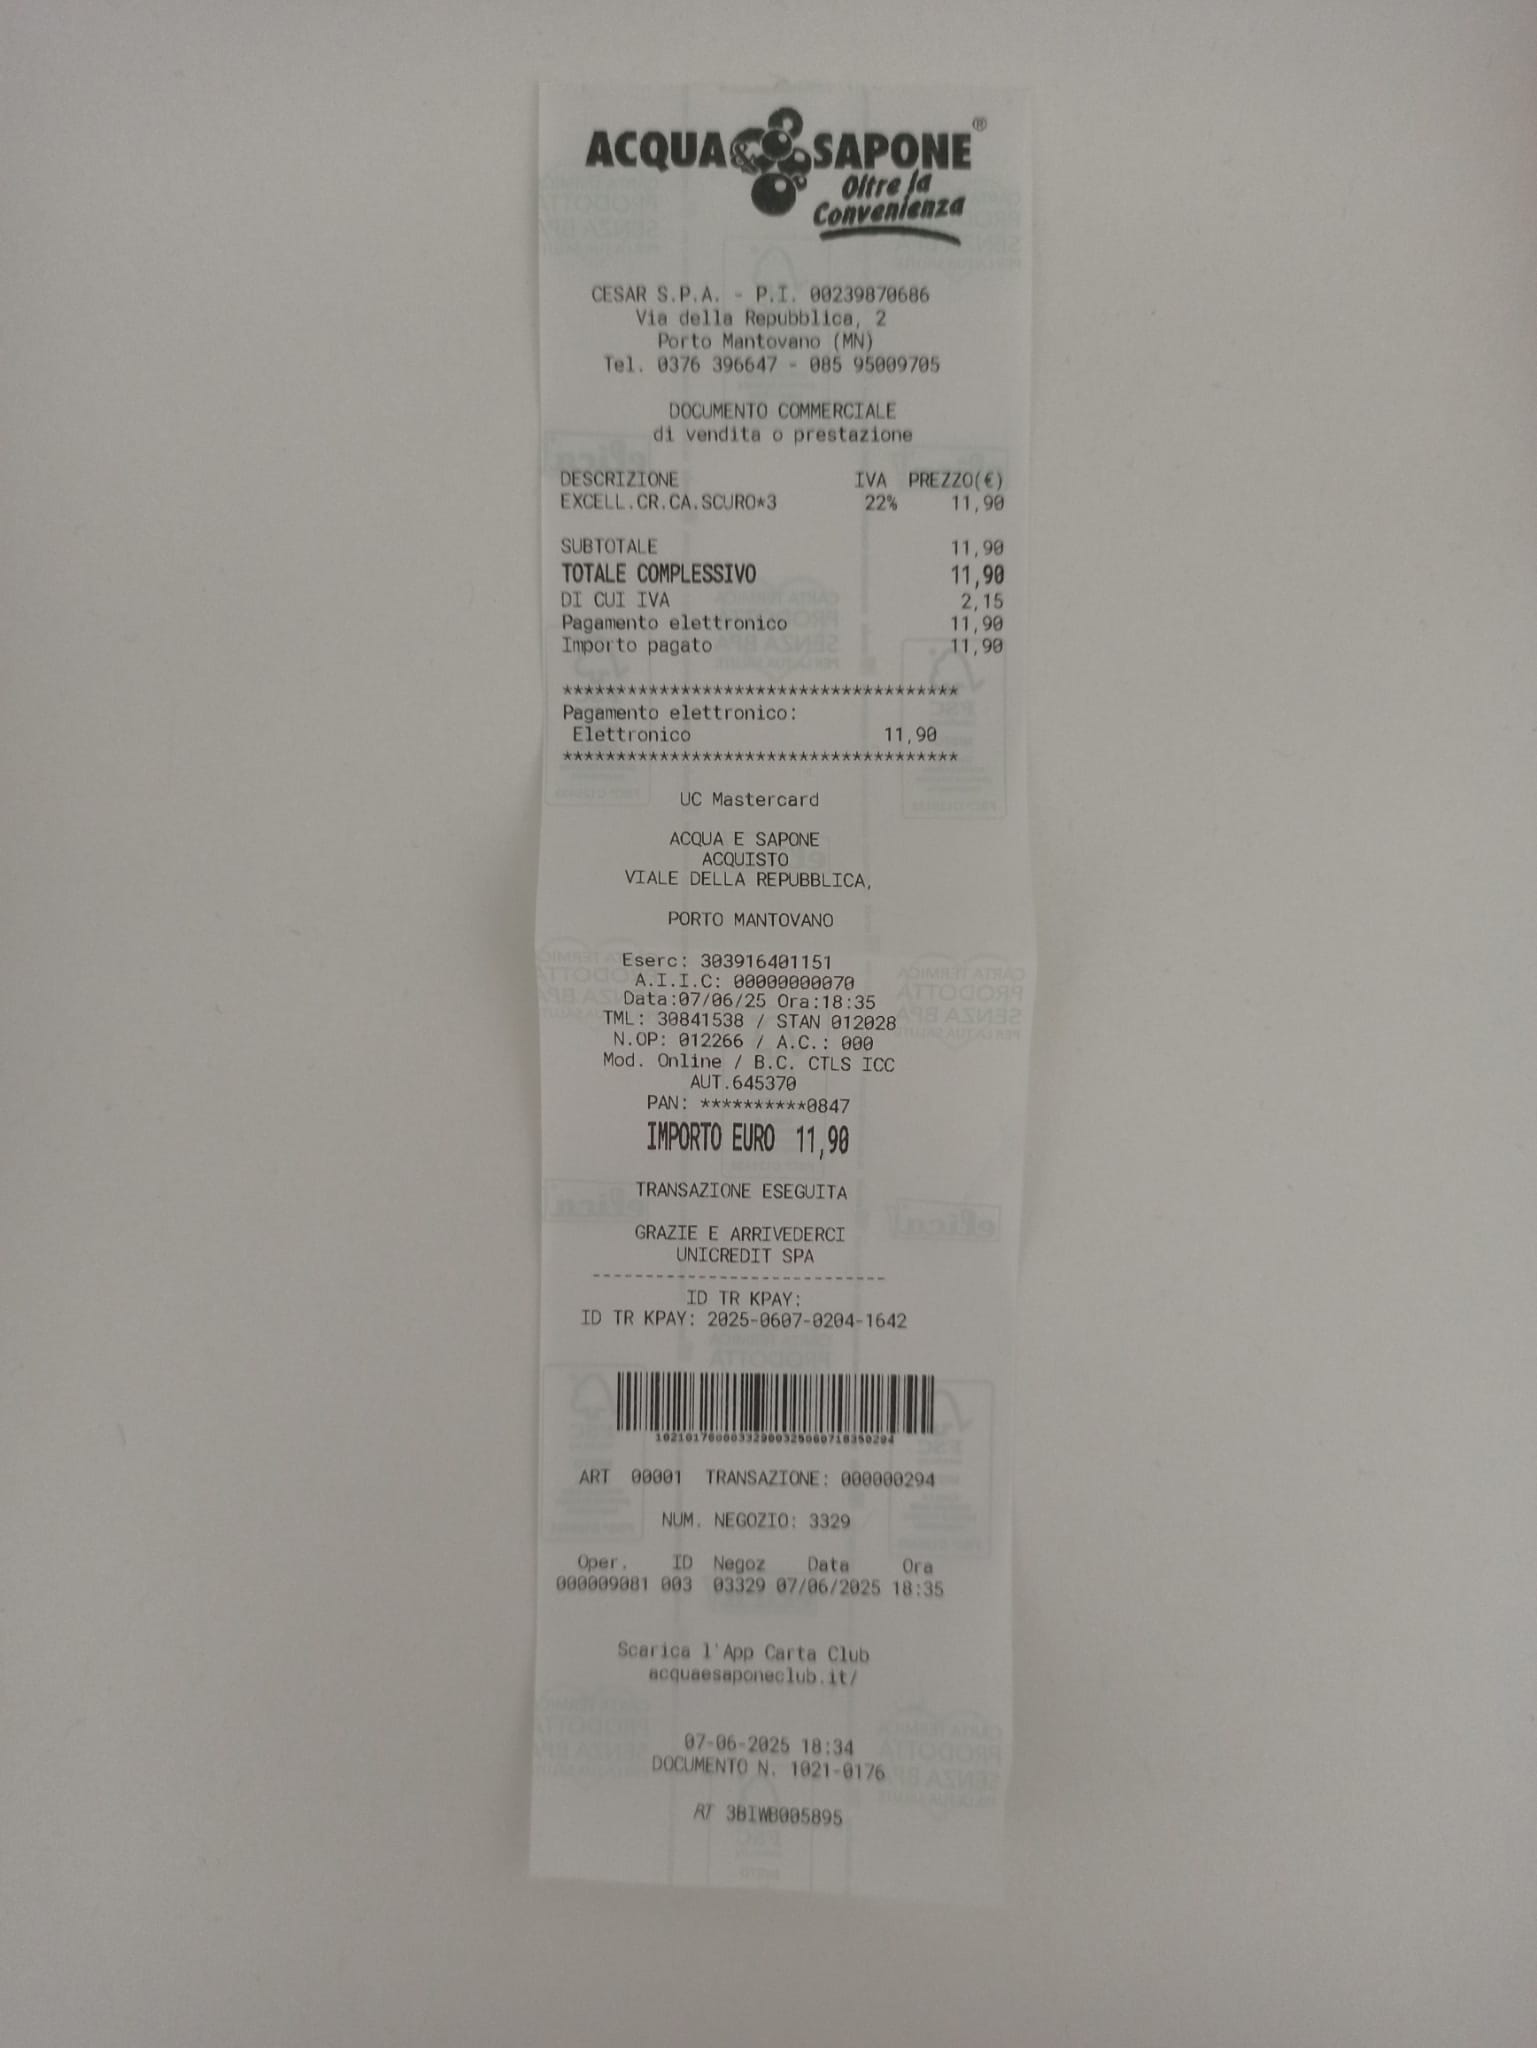 ACQUA & SAPONE ®
Oltre la
Convenienza
CESAR S.P.A. - P.I. 00239870686
Via della Repubblica, 2
Porto Mantovano (MN)
Tel. 0376 396647 - 085 95009705
DOCUMENTO COMMERCIALE
di vendita o prestazione
DESCRIZIONE IVA PREZZO(€)
EXCELL.CR.CA.SCURO*3 22% 11,90
SUBTOTALE 11,90
TOTALE COMPLESSIVO 11,90
DI CUI IVA 2,15
Pagamento elettronico 11,90
Importo pagato 11,90
*************************************
Pagamento elettronico:
Elettronico 11,90
*************************************
UC Mastercard
ACQUA E SAPONE
ACQUISTO
VIALE DELLA REPUBBLICA,
PORTO MANTOVANO
Eserc: 303916401151
A.I.I.C: 00000000070
Data:07/06/25 Ora:18:35
TML: 30841538 / STAN 012028
N.OP: 012266 / A.C.: 000
Mod. Online / B.C. CTLS ICC
AUT.645370
PAN: **********0847
IMPORTO EURO 11,90
TRANSAZIONE ESEGUITA
GRAZIE E ARRIVEDERCI
UNICREDIT SPA
----------------------------
ID TR KPAY:
ID TR KPAY: 2025-0607-0204-1642
ART 00001 TRANSAZIONE: 000000294
NUM. NEGOZIO: 3329
Oper. ID Negoz Data Ora
000009081 003 03329 07/06/2025 18:35
Scarica l'App Carta Club
acquaesaponeclub.it/
07-06-2025 18:34
DOCUMENTO N. 1021-0176
RT 3BIWB005895